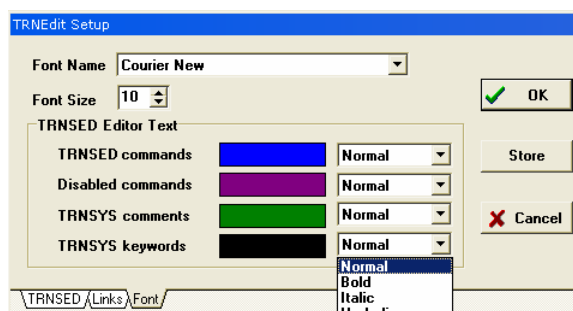 TRNEdit Setup
Font Name Courier New
Font Size 10
OK
TRNSED Editor Text
TRNSED commands Normal
Store
Disabled commands Normal
TRNSYS comments Normal
Cancel
TRNSYS keywords Normal
Normal
Bold
Italic
TRNSED Links Font